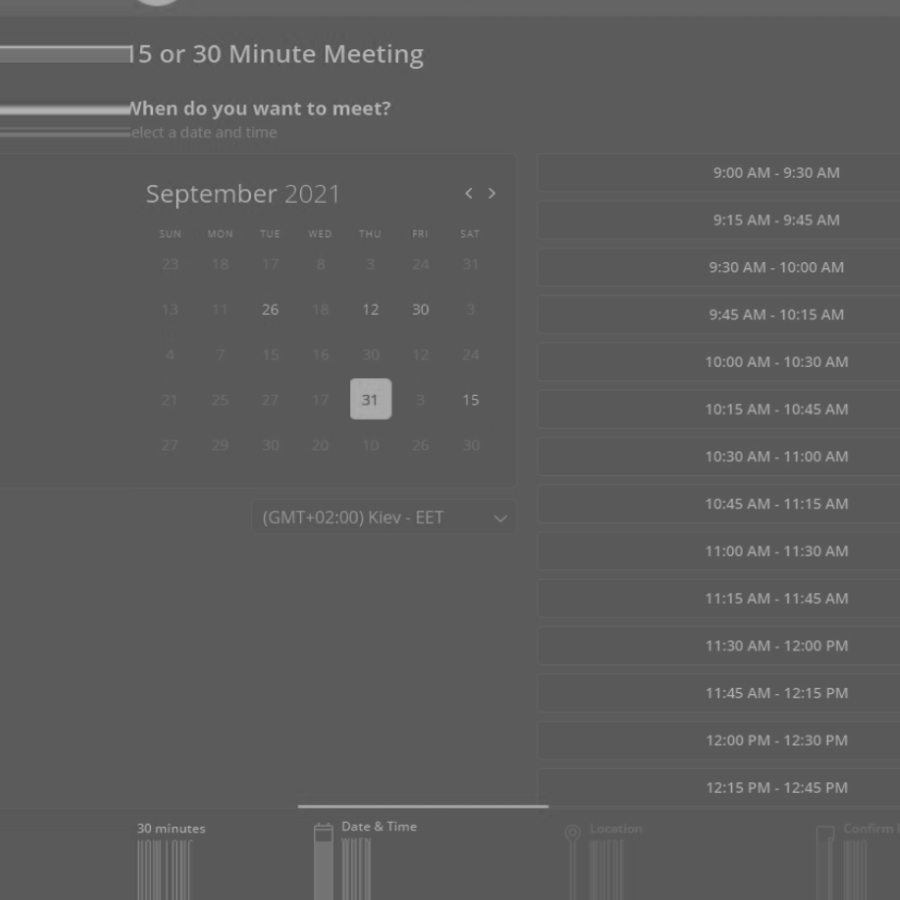 15 or 30 Minute Meeting
When do you want to meet?
elect a date and time
September 2021
SUN MON TUE WED THU FRI SAT
23 18 17 8 3 24 31
13 11 26 18 12 30 3
4 7 15 16 30 12 24
21 25 27 17 31 3 15
27 29 30 20 10 26 30
(GMT+02:00) Kiev - EET
9:00 AM - 9:30 AM
9:15 AM - 9:45 AM
9:30 AM - 10:00 AM
9:45 AM - 10:15 AM
10:00 AM - 10:30 AM
10:15 AM - 10:45 AM
10:30 AM - 11:00 AM
10:45 AM - 11:15 AM
11:00 AM - 11:30 AM
11:15 AM - 11:45 AM
11:30 AM - 12:00 PM
11:45 AM - 12:15 PM
12:00 PM - 12:30 PM
12:15 PM - 12:45 PM
30 minutes
Date & Time
Location
Confirm